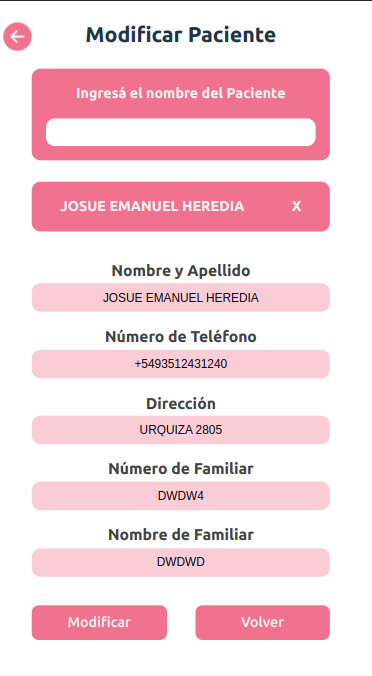 Modificar Paciente
Ingresá el nombre del Paciente
JOSUE EMANUEL HEREDIA X
Nombre y Apellido
JOSUE EMANUEL HEREDIA
Número de Teléfono
+5493512431240
Dirección
URQUIZA 2805
Número de Familiar
DWDW4
Nombre de Familiar
DWDWD
Modificar Volver